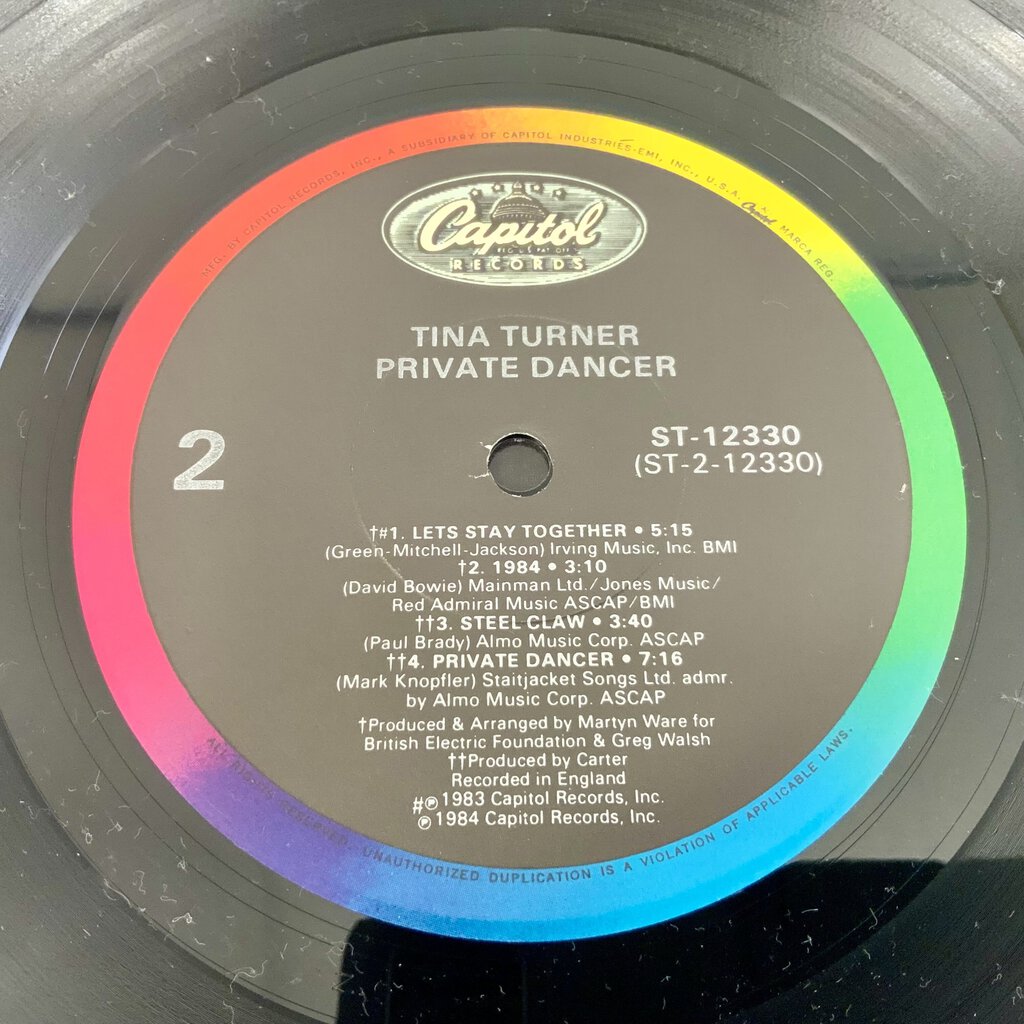 MFG. BY CAPITOL RECORDS, INC., A SUBSIDIARY OF CAPITOL INDUSTRIES-EMI, INC., U.S.A. Capitol MARCA REG.
Capitol
RECORDS
TINA TURNER
PRIVATE DANCER
2
ST-12330
(ST-2-12330)
†#1. LETS STAY TOGETHER • 5:15
(Green-Mitchell-Jackson) Irving Music, Inc. BMI
†2. 1984 • 3:10
(David Bowie) Mainman Ltd./Jones Music/
Red Admiral Music ASCAP/BMI
††3. STEEL CLAW • 3:40
(Paul Brady) Almo Music Corp. ASCAP
††4. PRIVATE DANCER • 7:16
(Mark Knopfler) Staitjacket Songs Ltd. admr.
by Almo Music Corp. ASCAP
†Produced & Arranged by Martyn Ware for
British Electric Foundation & Greg Walsh
††Produced by Carter
Recorded in England
#℗ 1983 Capitol Records, Inc.
℗ 1984 Capitol Records, Inc.
ALL RIGHTS RESERVED. UNAUTHORIZED DUPLICATION IS A VIOLATION OF APPLICABLE LAWS.